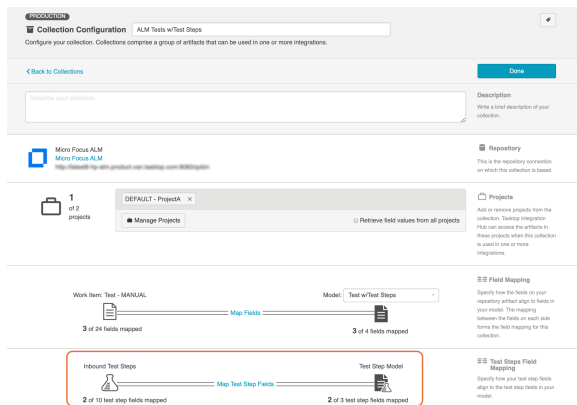 PRODUCTION
Collection Configuration ALM Tests w/Test Steps
Configure your collection. Collections comprise a group of artifacts that can be used in one or more integrations.
Back to Collections
Done
Describe your collection
Description
Write a brief description of your
collection.
Micro Focus ALM
Micro Focus ALM
Repository
This is the repository connection
on which this collection is based.
1
of 2
projects
DEFAULT - ProjectA ×
Manage Projects
Retrieve field values from all projects
Projects
Add or remove projects from the
collection. Tasktop Integration
Hub can access the artifacts in
these projects when this collection
is used in one or more
integrations.
Work Item: Test - MANUAL
Model: Test w/Test Steps
Map Fields
3 of 24 fields mapped
3 of 4 fields mapped
Field Mapping
Specify how the fields on your
repository artifact align to fields in
your model. The mapping
between the fields on each side
forms the field mapping for this
collection.
Inbound Test Steps
Test Step Model
Map Test Step Fields
2 of 10 test step fields mapped
2 of 3 test step fields mapped
Test Steps Field
Mapping
Specify how your test step fields
align to the test step fields in your
model.